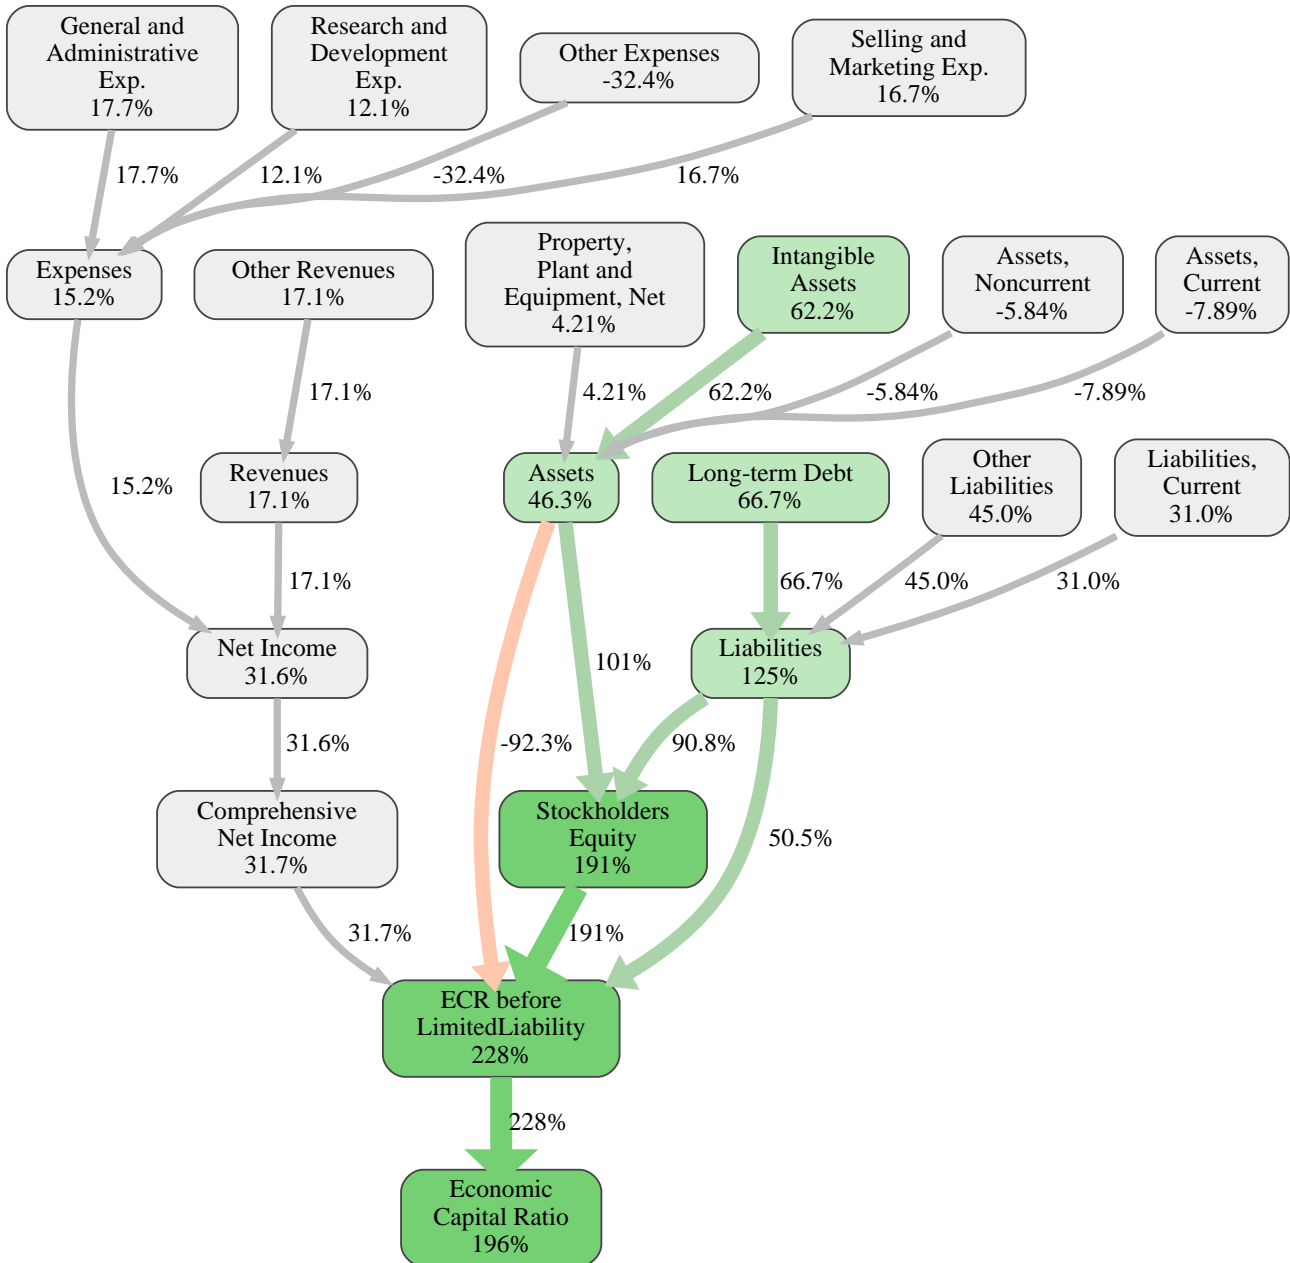 General and
Administrative
Exp.
17.7%
Research and
Development
Exp.
12.1%
Other Expenses
-32.4%
Selling and
Marketing Exp.
16.7%
17.7%
12.1%
-32.4%
16.7%
Expenses
15.2%
Other Revenues
17.1%
Property,
Plant and
Equipment, Net
4.21%
Intangible
Assets
62.2%
Assets,
Noncurrent
-5.84%
Assets,
Current
-7.89%
17.1%
4.21%
62.2%
-5.84%
-7.89%
15.2%
Revenues
17.1%
Assets
46.3%
Long-term Debt
66.7%
Other
Liabilities
45.0%
Liabilities,
Current
31.0%
17.1%
66.7%
45.0%
31.0%
Net Income
31.6%
101%
Liabilities
125%
31.6%
-92.3%
90.8%
Comprehensive
Net Income
31.7%
Stockholders
Equity
191%
50.5%
31.7%
191%
ECR before
LimitedLiability
228%
228%
Economic
Capital Ratio
196%